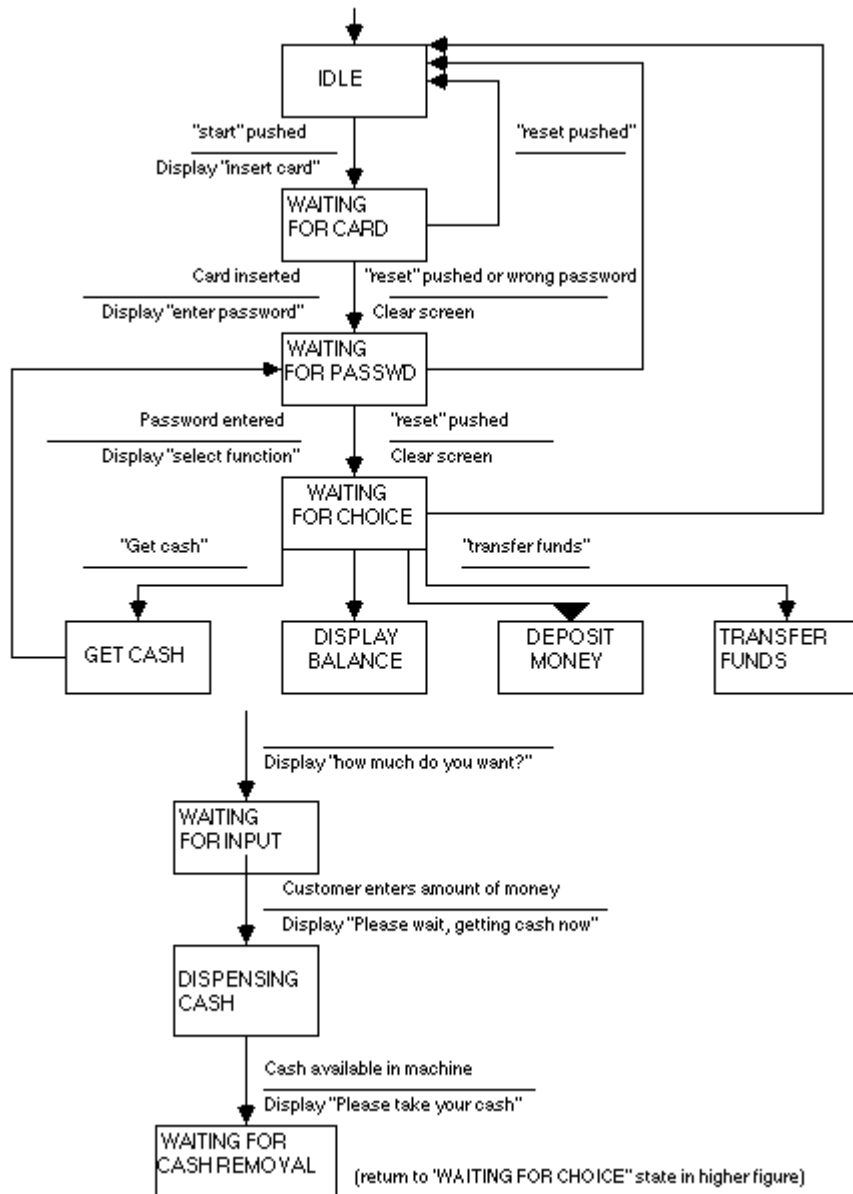 IDLE
"start" pushed
"reset pushed"
Display "insert card"
WAITING
FOR CARD
Card inserted
"reset" pushed or wrong password
Display "enter password"
Clear screen
WAITING
FOR PASSWD
Password entered
"reset" pushed
Display "select function"
Clear screen
WAITING
FOR CHOICE
"Get cash"
"transfer funds"
GET CASH
DISPLAY
BALANCE
DEPOSIT
MONEY
TRANSFER
FUNDS
Display "how much do you want?"
WAITING
FOR INPUT
Customer enters amount of money
Display "Please wait, getting cash now"
DISPENSING
CASH
Cash available in machine
Display "Please take your cash"
WAITING FOR
CASH REMOVAL
(return to 'WAITING FOR CHOICE" state in higher figure)